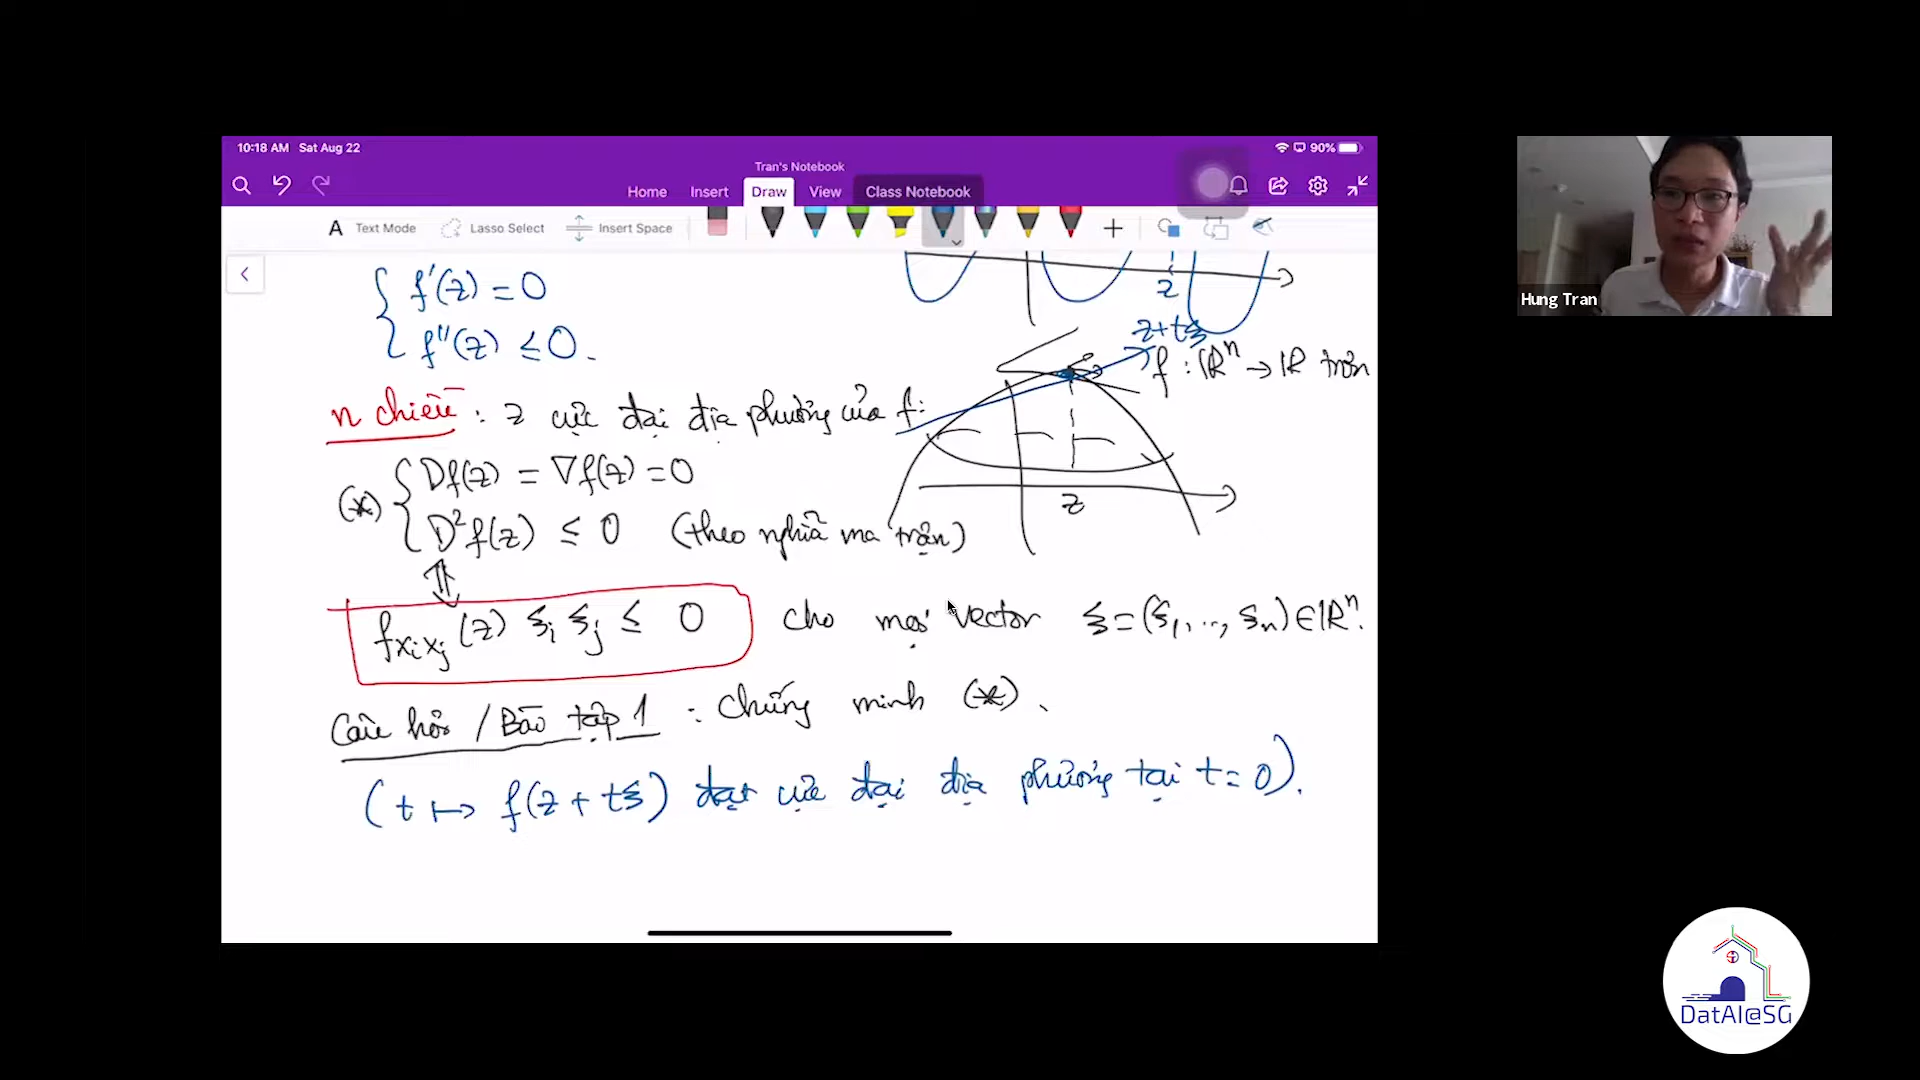 10:18 AM Sat Aug 22
90%
Tran's Notebook
Home Insert Draw View Class Notebook
A Text Mode Lasso Select Insert Space
f'(z) = 0
f''(z) ≤ 0.
z
z+tξ
f : ℝⁿ → ℝ trơn
n chiều : z cực đại địa phương của f:
(*) Df(z) = ∇f(z) = 0
D²f(z) ≤ 0 (theo nghĩa ma trận)
z
⇕
f_{x_i x_j}(z) ξ_i ξ_j ≤ 0 cho mọi vector ξ = (ξ₁, ..., ξₙ) ∈ ℝⁿ.
Câu hỏi / Bài tập 1 : Chứng minh (*).
(t ↦ f(z + tξ) đạt cực đại địa phương tại t = 0).
Hung Tran
DatAI@SG